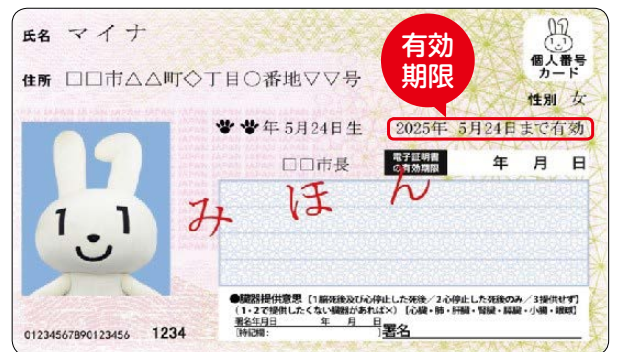 氏名 マイナ
個人番号
カード
有効
期限
住所 □□市△△町◇丁目○番地▽▽号
性別 女
年 5月24日生
2025年 5月24日まで有効
□□市長
電子証明書
の有効期限
年 月 日
みほん
1 1
●臓器提供意思【1脳死後及び心停止した死後/2心停止した死後のみ/3提供せず】
(1・2で提供したくない臓器があれば×)【心臓・肺・肝臓・腎臓・膵臓・小腸・眼球】
署名年月日 年 月 日
【特記欄: 】署名
01234567890123456 1234